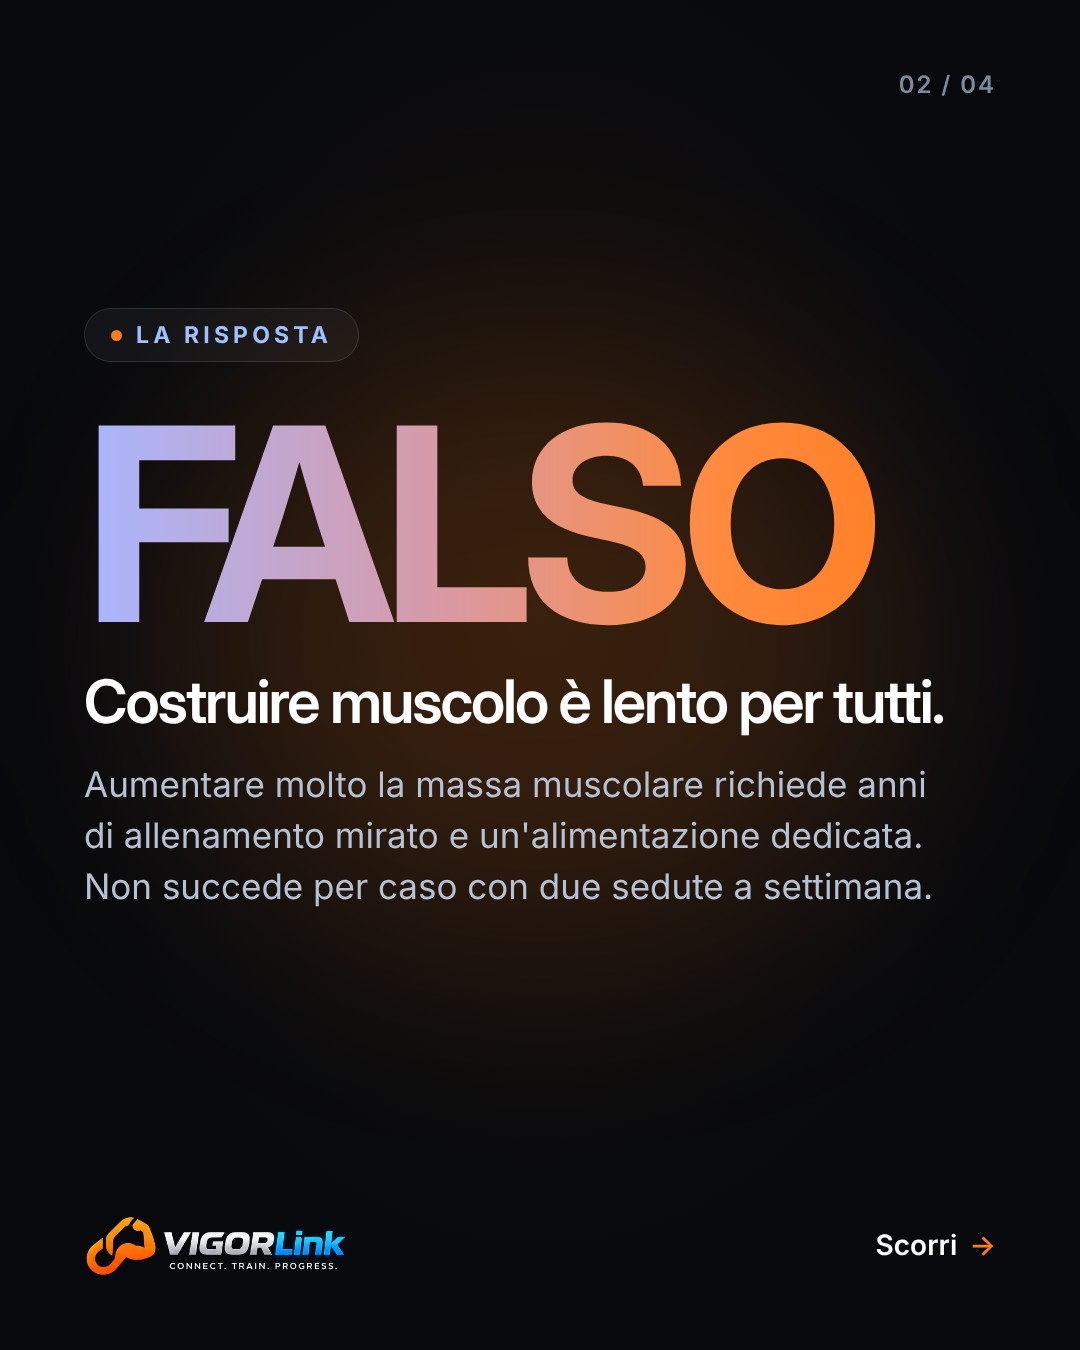 02 / 04
LA RISPOSTA
FALSO
Costruire muscolo è lento per tutti.
Aumentare molto la massa muscolare richiede anni
di allenamento mirato e un'alimentazione dedicata.
Non succede per caso con due sedute a settimana.
VIGORLink
CONNECT. TRAIN. PROGRESS.
Scorri →